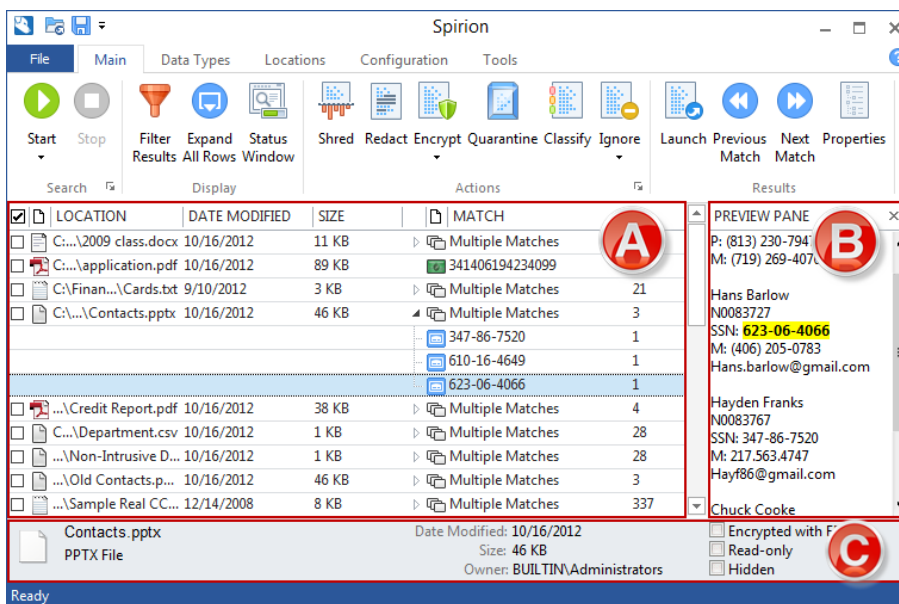 Spirion
File Main Data Types Locations Configuration Tools
Start Stop Filter Results Expand All Rows Status Window Shred Redact Encrypt Quarantine Classify Ignore Launch Previous Match Next Match Properties
Search Display Actions Results
LOCATION DATE MODIFIED SIZE MATCH
C:...\2009 class.docx 10/16/2012 11 KB Multiple Matches
C:...\application.pdf 10/16/2012 89 KB 341406194234099
C:\Finan...\Cards.txt 9/10/2012 3 KB Multiple Matches 21
C:\...\Contacts.pptx 10/16/2012 46 KB Multiple Matches 3
347-86-7520 1
610-16-4649 1
623-06-4066 1
...\Credit Report.pdf 10/16/2012 38 KB Multiple Matches 4
C...\Department.csv 10/16/2012 1 KB Multiple Matches 28
...\Non-Intrusive D... 10/16/2012 1 KB Multiple Matches 28
...\Old Contacts.p... 10/16/2012 46 KB Multiple Matches 3
...\Sample Real CC... 12/14/2008 8 KB Multiple Matches 337
A
PREVIEW PANE
P: (813) 230-794
M: (719) 269-407
B
Hans Barlow
N0083727
SSN: 623-06-4066
M: (406) 205-0783
Hans.barlow@gmail.com
Hayden Franks
N0083767
SSN: 347-86-7520
M: 217.563.4747
Hayf86@gmail.com
Chuck Cooke
Contacts.pptx
PPTX File
Date Modified: 10/16/2012
Size: 46 KB
Owner: BUILTIN\Administrators
Encrypted with
Read-only
Hidden
C
Ready